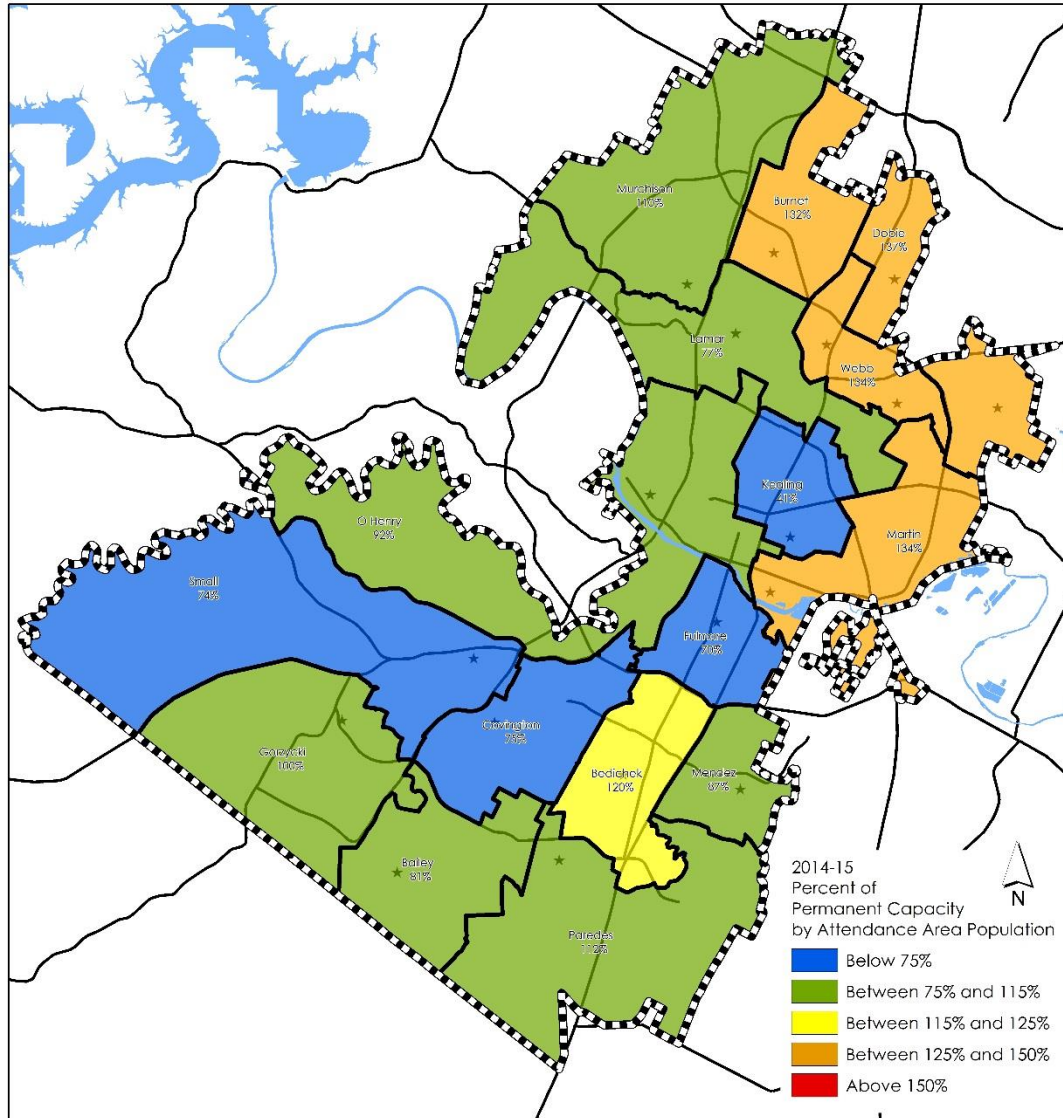 Murchison
110%
Burnet
132%
Dobie
137%
Lamar
77%
Webb
134%
Kealing
41%
Martin
134%
O Henry
92%
Small
74%
Fulmore
70%
Covington
75%
Gorzycki
100%
Bedichek
120%
Mendez
87%
Bailey
81%
Paredes
112%
N
2014-15
Percent of
Permanent Capacity
by Attendance Area Population
Below 75%
Between 75% and 115%
Between 115% and 125%
Between 125% and 150%
Above 150%